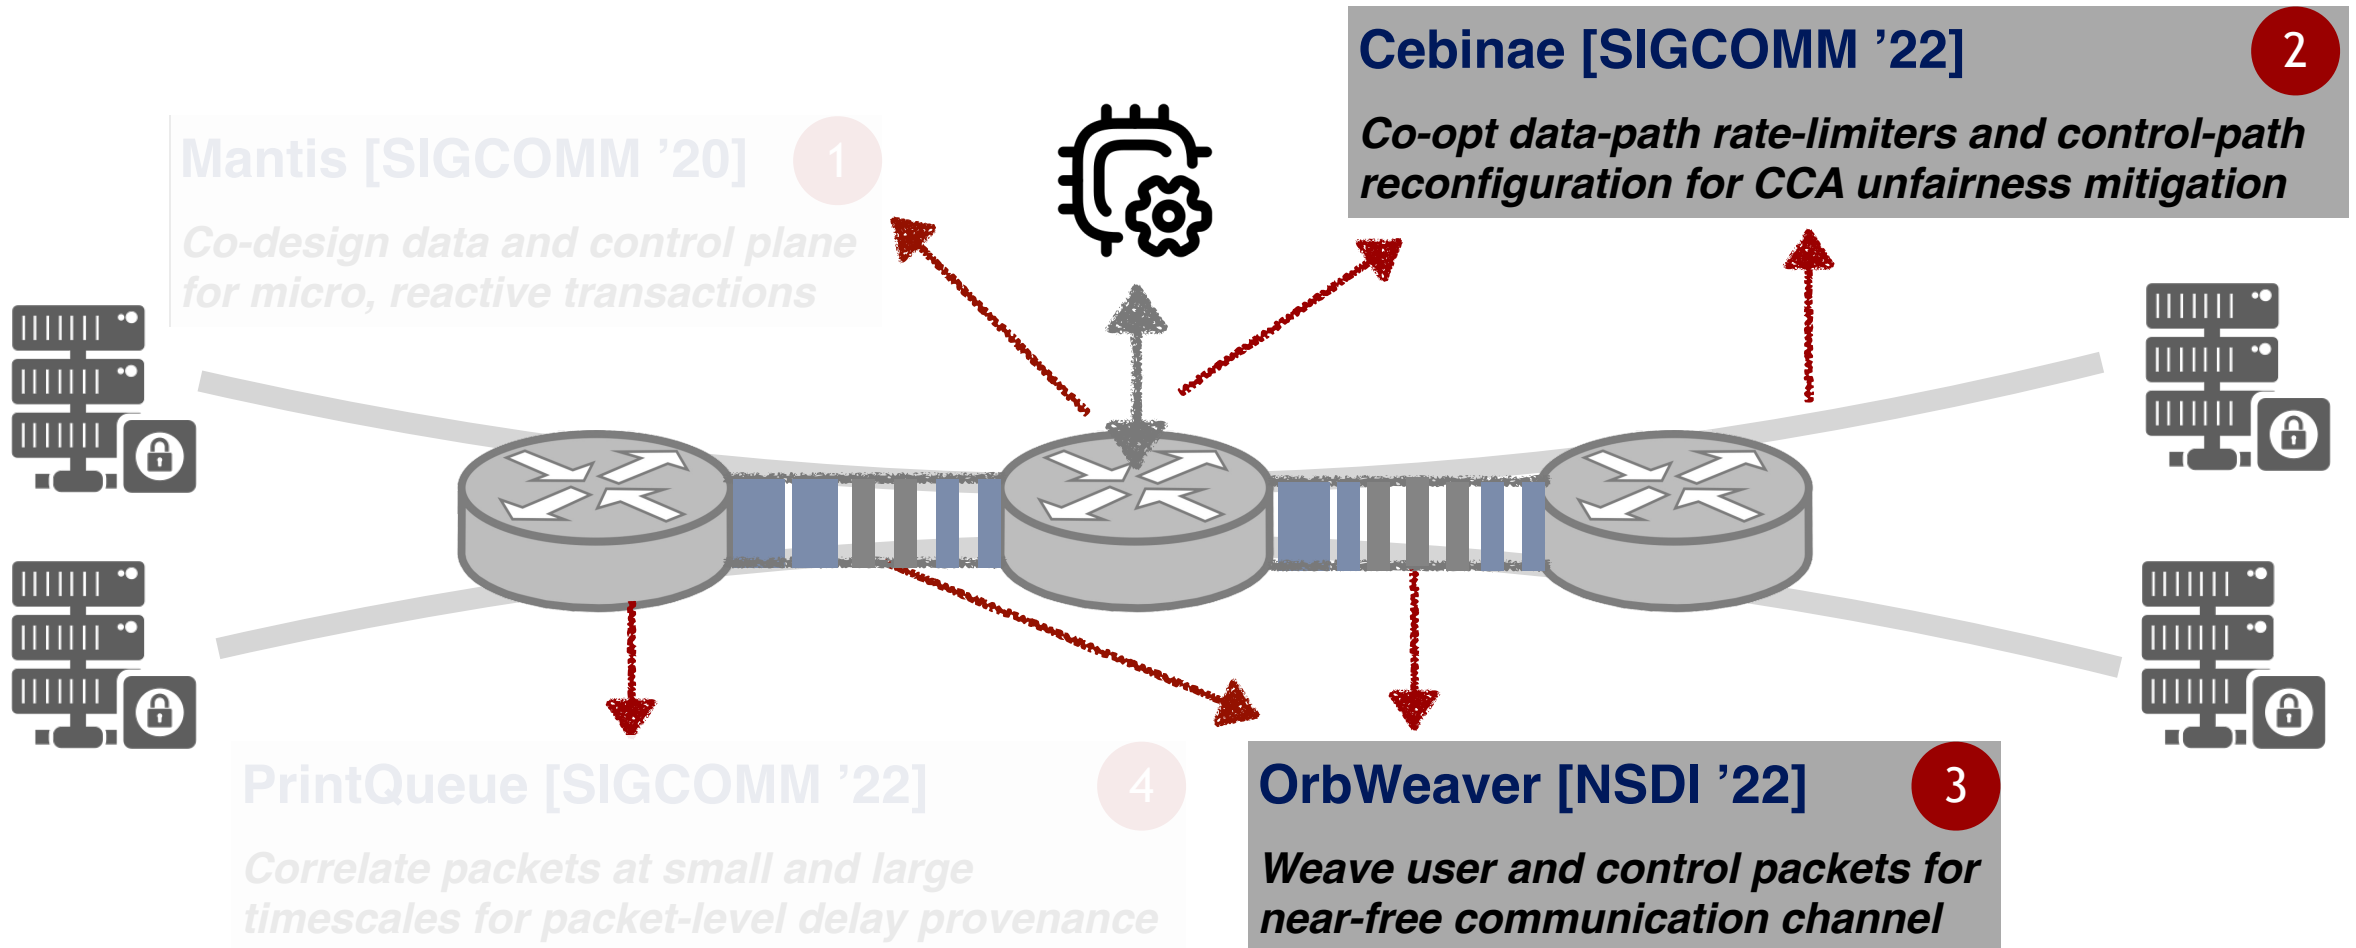 Cebinae [SIGCOMM ’22]
2
Co-opt data-path rate-limiters and control-path
reconfiguration for CCA unfairness mitigation
Mantis [SIGCOMM ’20]
1
Co-design data and control plane
for micro, reactive transactions
PrintQueue [SIGCOMM ’22]
4
Correlate packets at small and large
timescales for packet-level delay provenance
OrbWeaver [NSDI ’22]
3
Weave user and control packets for
near-free communication channel